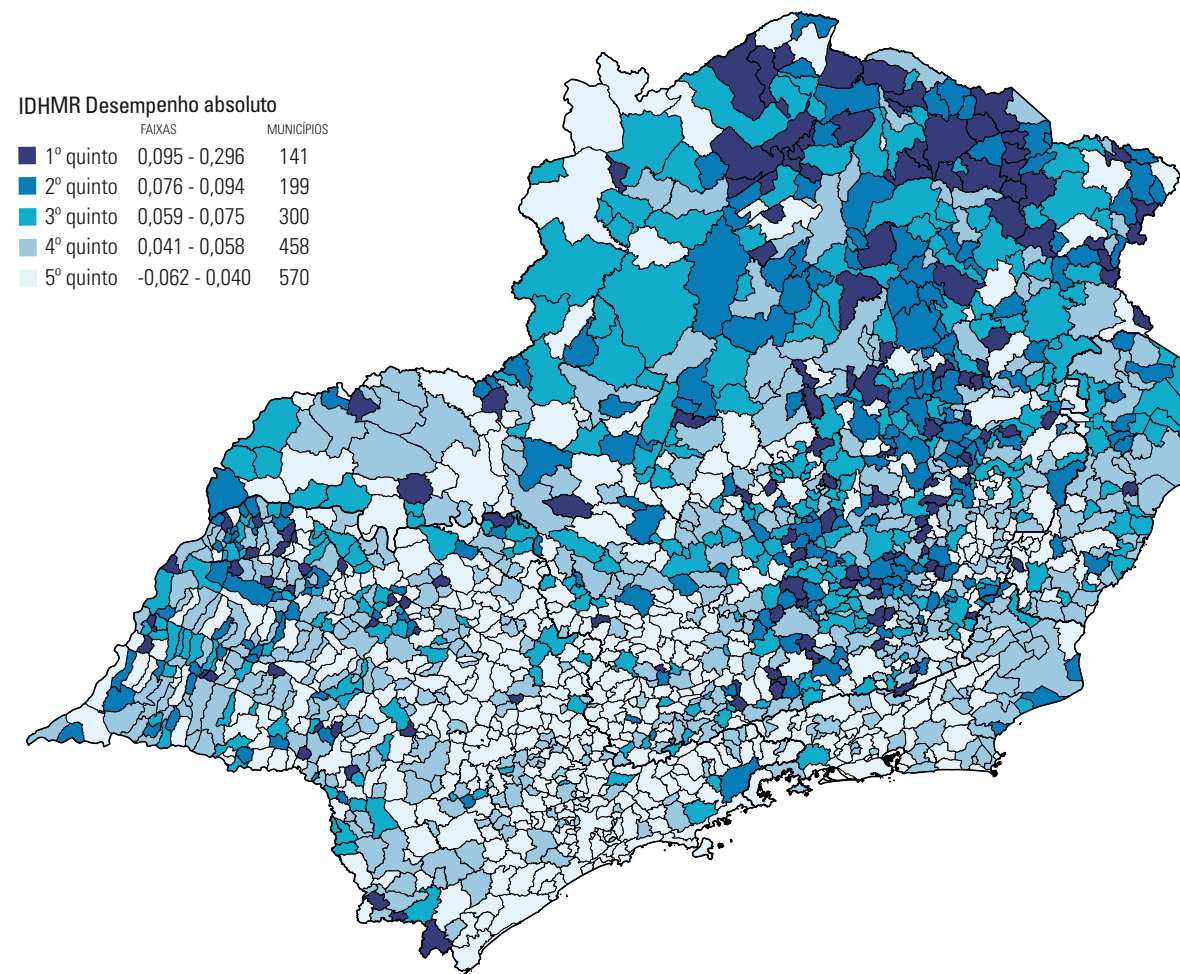 IDHMR Desempenho absoluto
FAIXAS MUNICÍPIOS
1º quinto 0,095 - 0,296 141
2º quinto 0,076 - 0,094 199
3º quinto 0,059 - 0,075 300
4º quinto 0,041 - 0,058 458
5º quinto -0,062 - 0,040 570